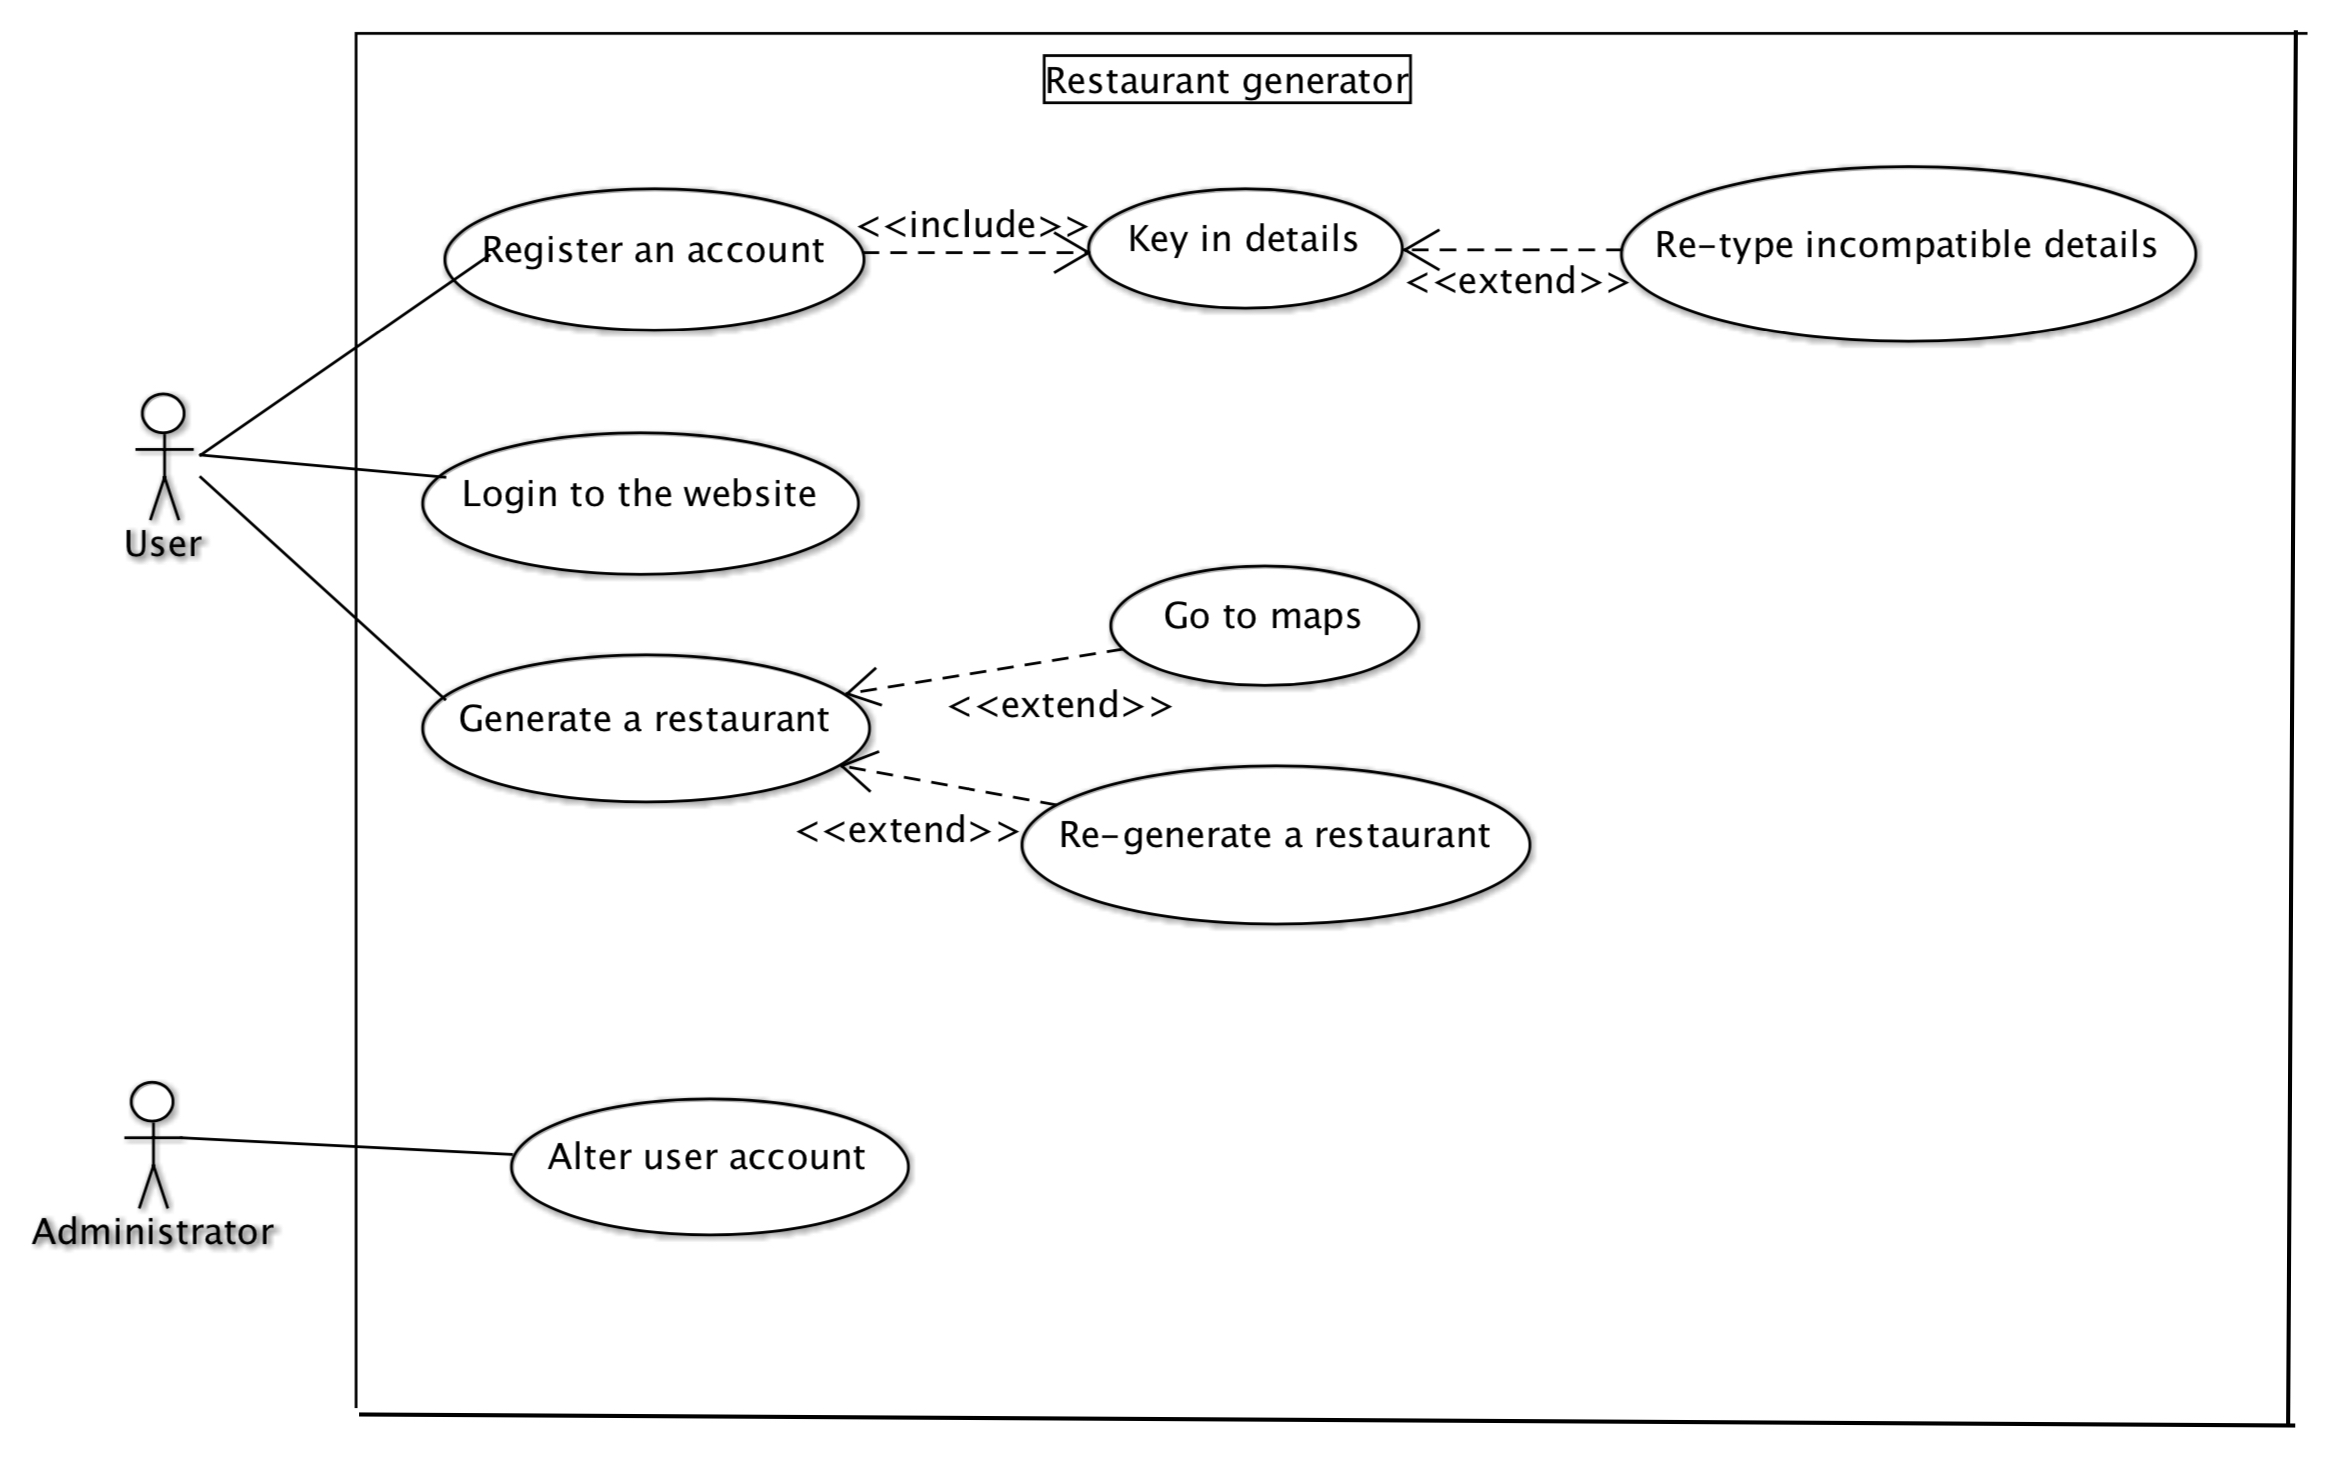 Restaurant generator
Register an account
<<include>>
Key in details
<<extend>>
Re-type incompatible details
User
Login to the website
Go to maps
<<extend>>
Generate a restaurant
<<extend>>
Re-generate a restaurant
Administrator
Alter user account